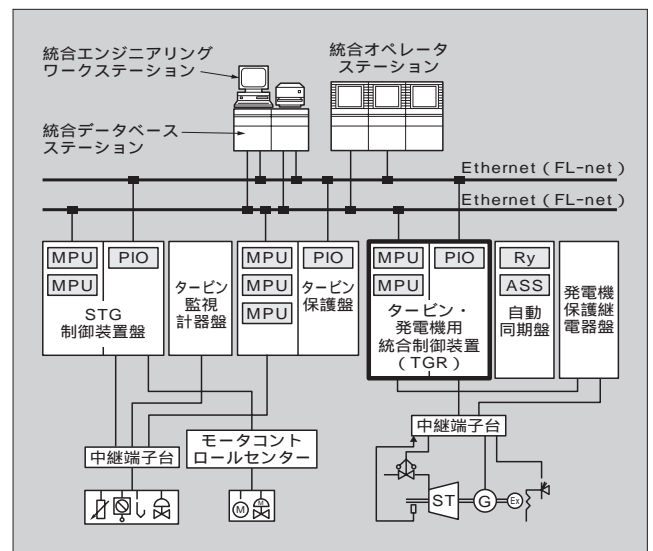 統合エンジニアリング
ワークステーション
統合オペレータ
ステーション
統合データベース
ステーション
Ethernet(FL-net)
Ethernet(FL-net)
MPU
MPU
PIO
STG
制御装置盤
タービン
監視
計器盤
MPU
MPU
MPU
PIO
タービン
保護盤
MPU
MPU
PIO
タービン・
発電機用
統合制御装置
(TGR)
Ry
ASS
自動
同期盤
発電機
保護継
電器盤
中継端子台
モータコント
ロールセンター
中継端子台
M
M
ST
G
Ex